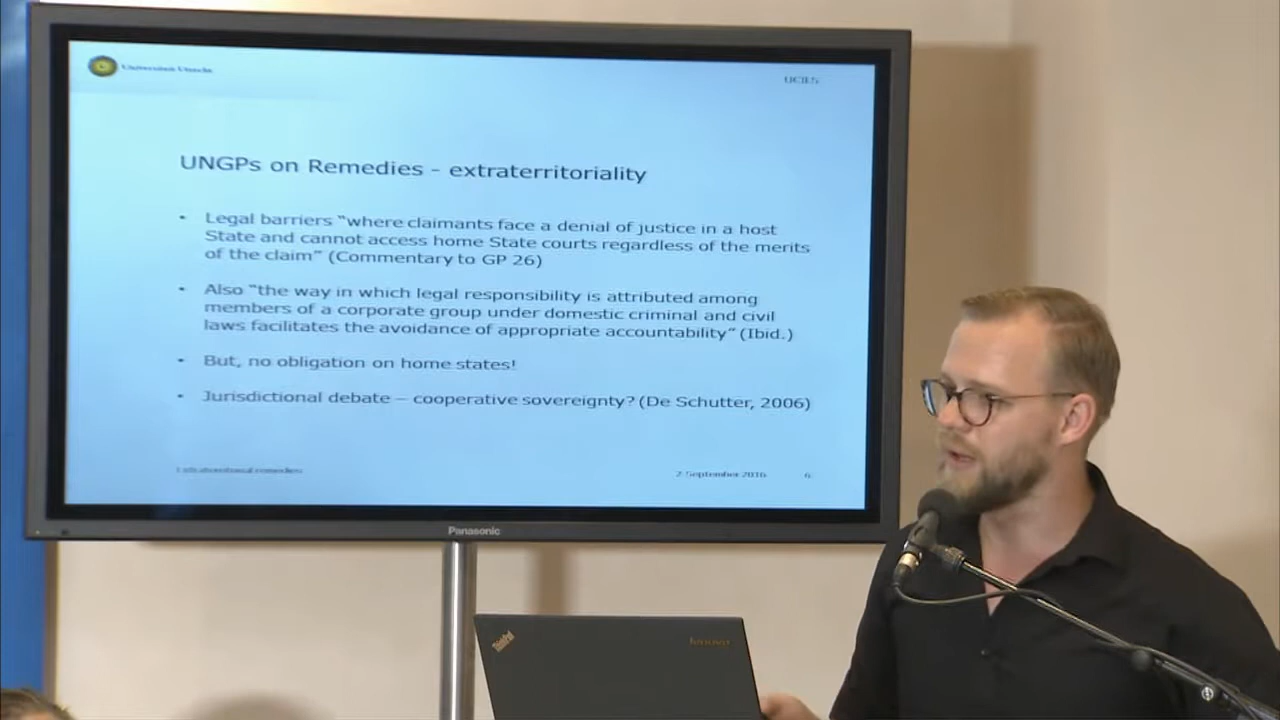 Universiteit Utrecht
UCILS
UNGPs on Remedies - extraterritoriality
• Legal barriers “where claimants face a denial of justice in a host
State and cannot access home State courts regardless of the merits
of the claim” (Commentary to GP 26)
• Also “the way in which legal responsibility is attributed among
members of a corporate group under domestic criminal and civil
laws facilitates the avoidance of appropriate accountability” (Ibid.)
• But, no obligation on home states!
• Jurisdictional debate – cooperative sovereignty? (De Schutter, 2006)
Extraterritorial remedies
2 September 2016
6
Panasonic
ThinkPad
lenovo